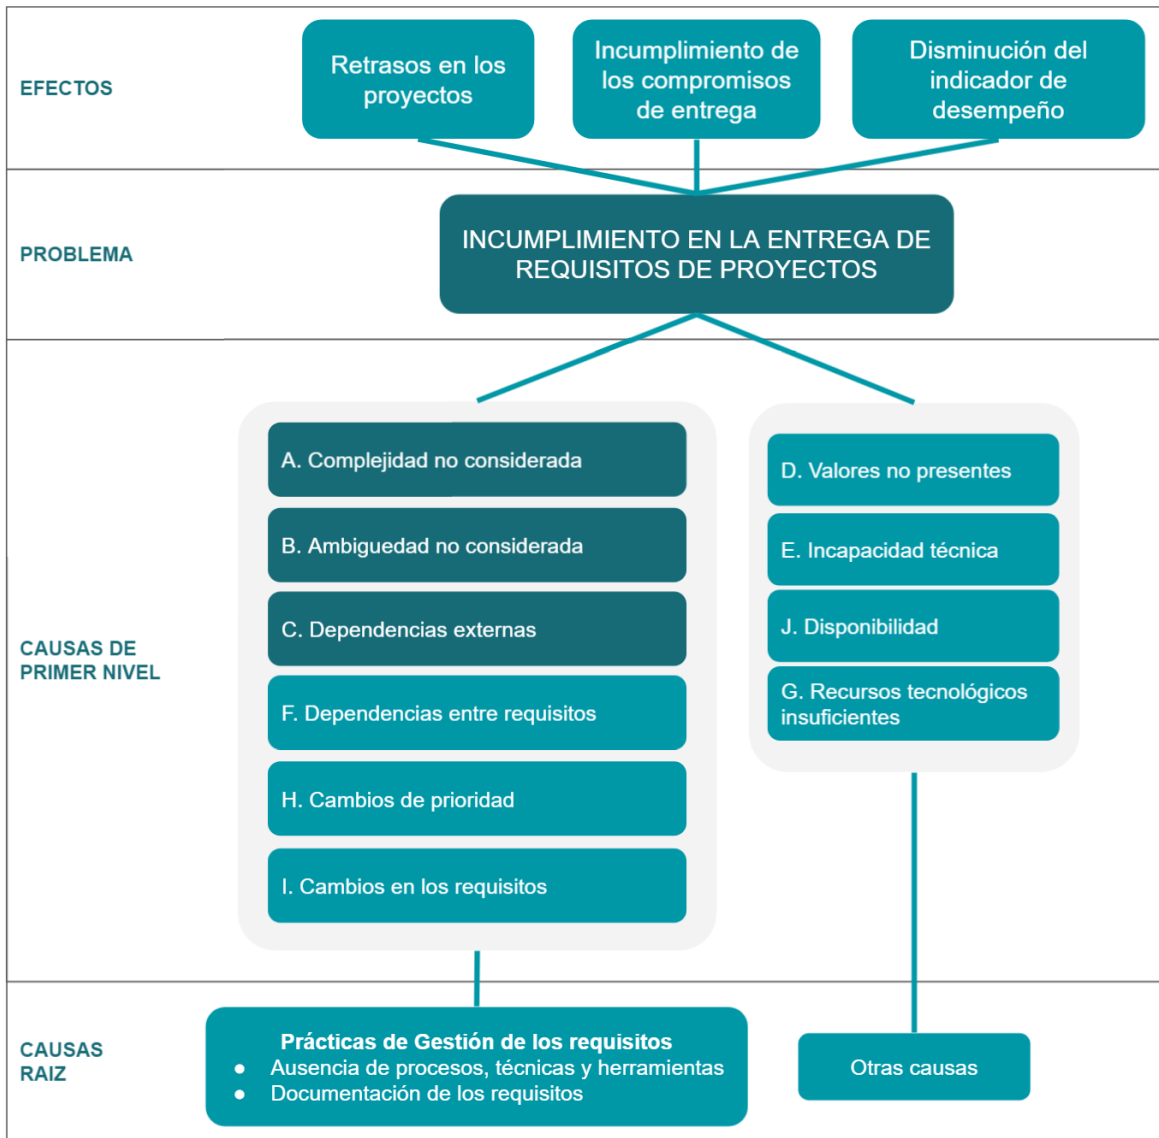 EFECTOS
Retrasos en los
proyectos
Incumplimiento de
los compromisos
de entrega
Disminución del
indicador de
desempeño
PROBLEMA
INCUMPLIMIENTO EN LA ENTREGA DE
REQUISITOS DE PROYECTOS
CAUSAS DE
PRIMER NIVEL
A. Complejidad no considerada
B. Ambiguedad no considerada
C. Dependencias externas
F. Dependencias entre requisitos
H. Cambios de prioridad
I. Cambios en los requisitos
D. Valores no presentes
E. Incapacidad técnica
J. Disponibilidad
G. Recursos tecnológicos
insuficientes
CAUSAS
RAIZ
Prácticas de Gestión de los requisitos
● Ausencia de procesos, técnicas y herramientas
● Documentación de los requisitos
Otras causas